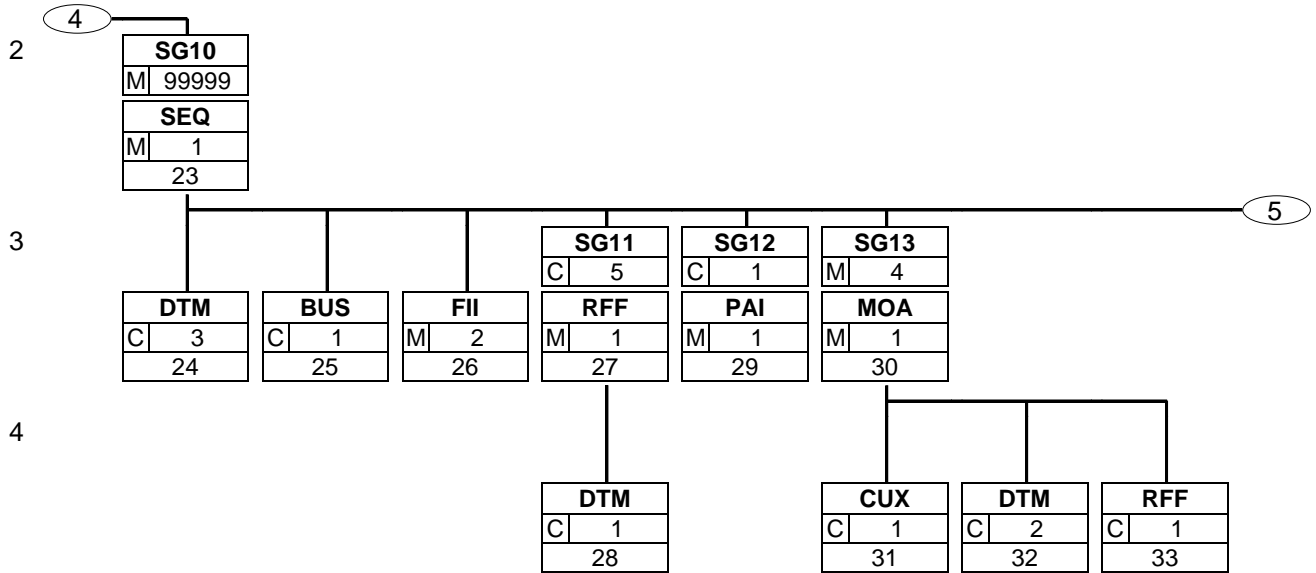 4
2
SG10
M 99999
SEQ
M 1
23
5
3
SG11 SG12 SG13
C 5 C 1 M 4
DTM BUS FII RFF PAI MOA
C 3 C 1 M 2 M 1 M 1 M 1
24 25 26 27 29 30
4
DTM CUX DTM RFF
C 1 C 1 C 2 C 1
28 31 32 33